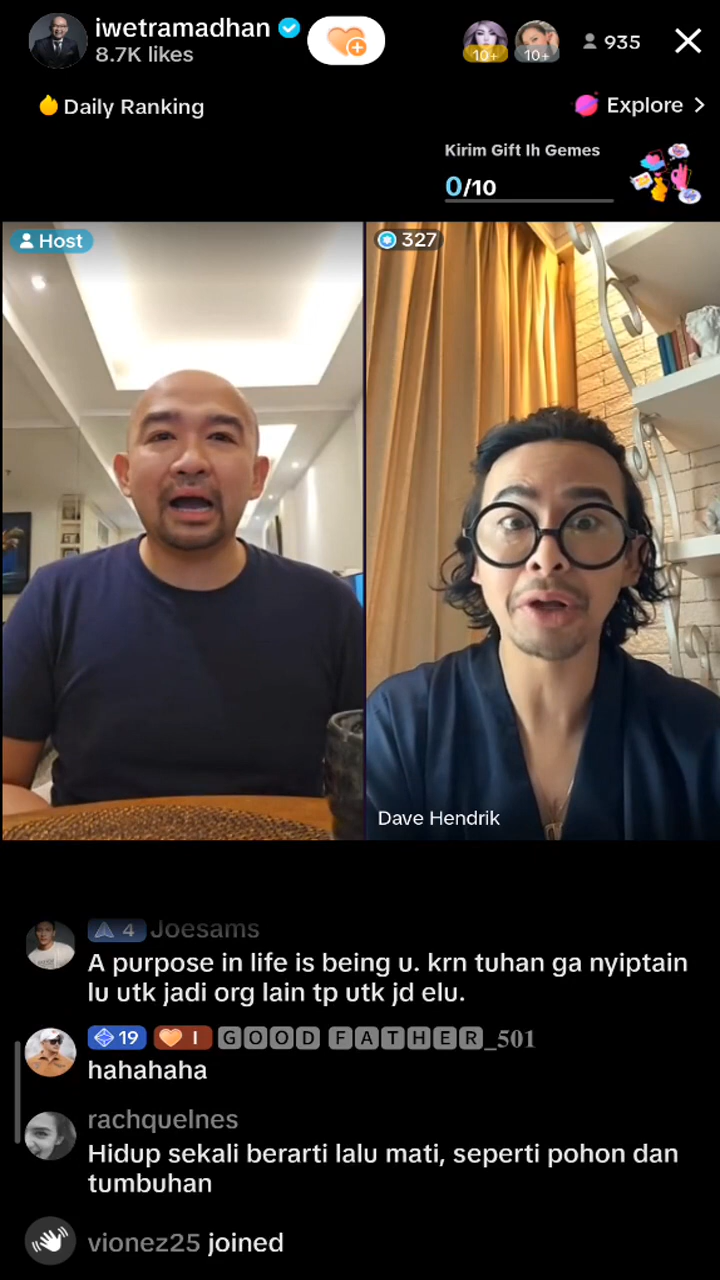 iwetramadhan
8.7K likes
10+
10+
935
Daily Ranking
Explore
Kirim Gift Ih Gemes
0/10
Host
327
Dave Hendrik
4 Joesams
A purpose in life is being u. krn tuhan ga nyiptain
lu utk jadi org lain tp utk jd elu.
19 I GOOD FATHER_501
hahahaha
rachquelnes
Hidup sekali berarti lalu mati, seperti pohon dan
tumbuhan
vionez25 joined